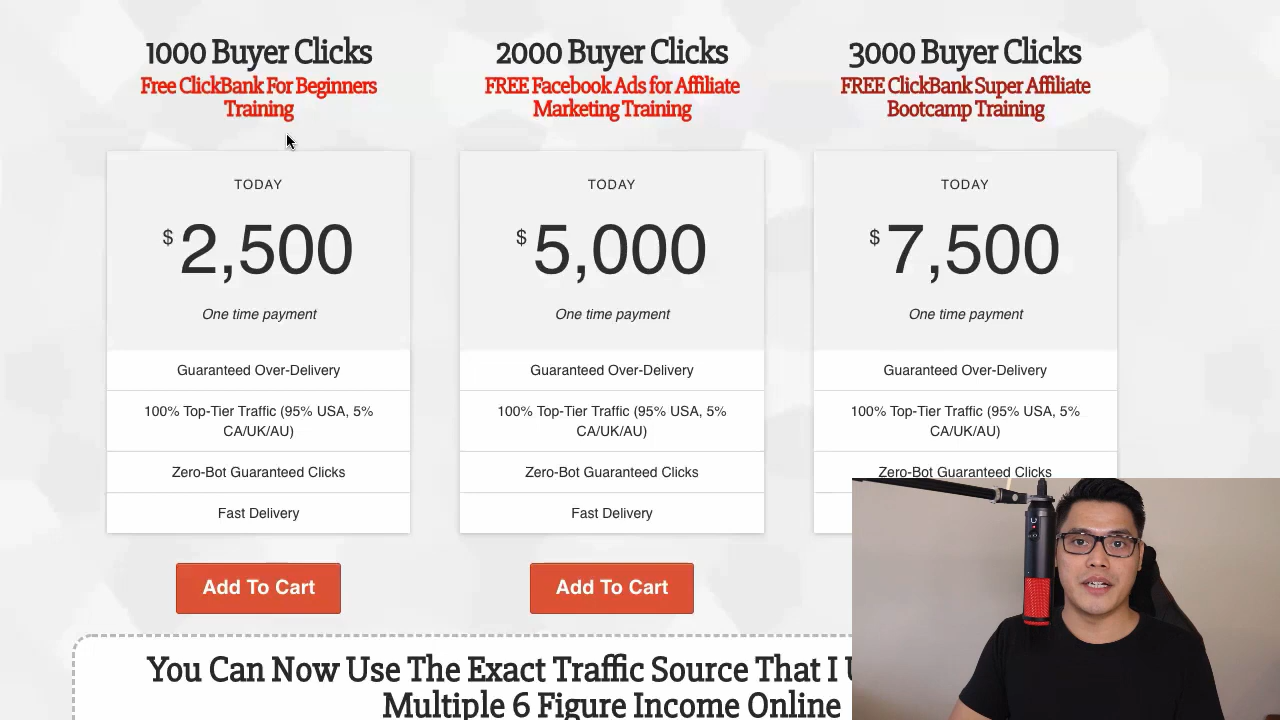 1000 Buyer Clicks
Free ClickBank For Beginners
Training
TODAY
$2,500
One time payment
Guaranteed Over-Delivery
100% Top-Tier Traffic (95% USA, 5%
CA/UK/AU)
Zero-Bot Guaranteed Clicks
Fast Delivery
Add To Cart
2000 Buyer Clicks
FREE Facebook Ads for Affiliate
Marketing Training
TODAY
$5,000
One time payment
Guaranteed Over-Delivery
100% Top-Tier Traffic (95% USA, 5%
CA/UK/AU)
Zero-Bot Guaranteed Clicks
Fast Delivery
Add To Cart
3000 Buyer Clicks
FREE ClickBank Super Affiliate
Bootcamp Training
TODAY
$7,500
One time payment
Guaranteed Over-Delivery
100% Top-Tier Traffic (95% USA, 5%
CA/UK/AU)
Zero-Bot Guaranteed Clicks
You Can Now Use The Exact Traffic Source That I
Multiple 6 Figure Income Online